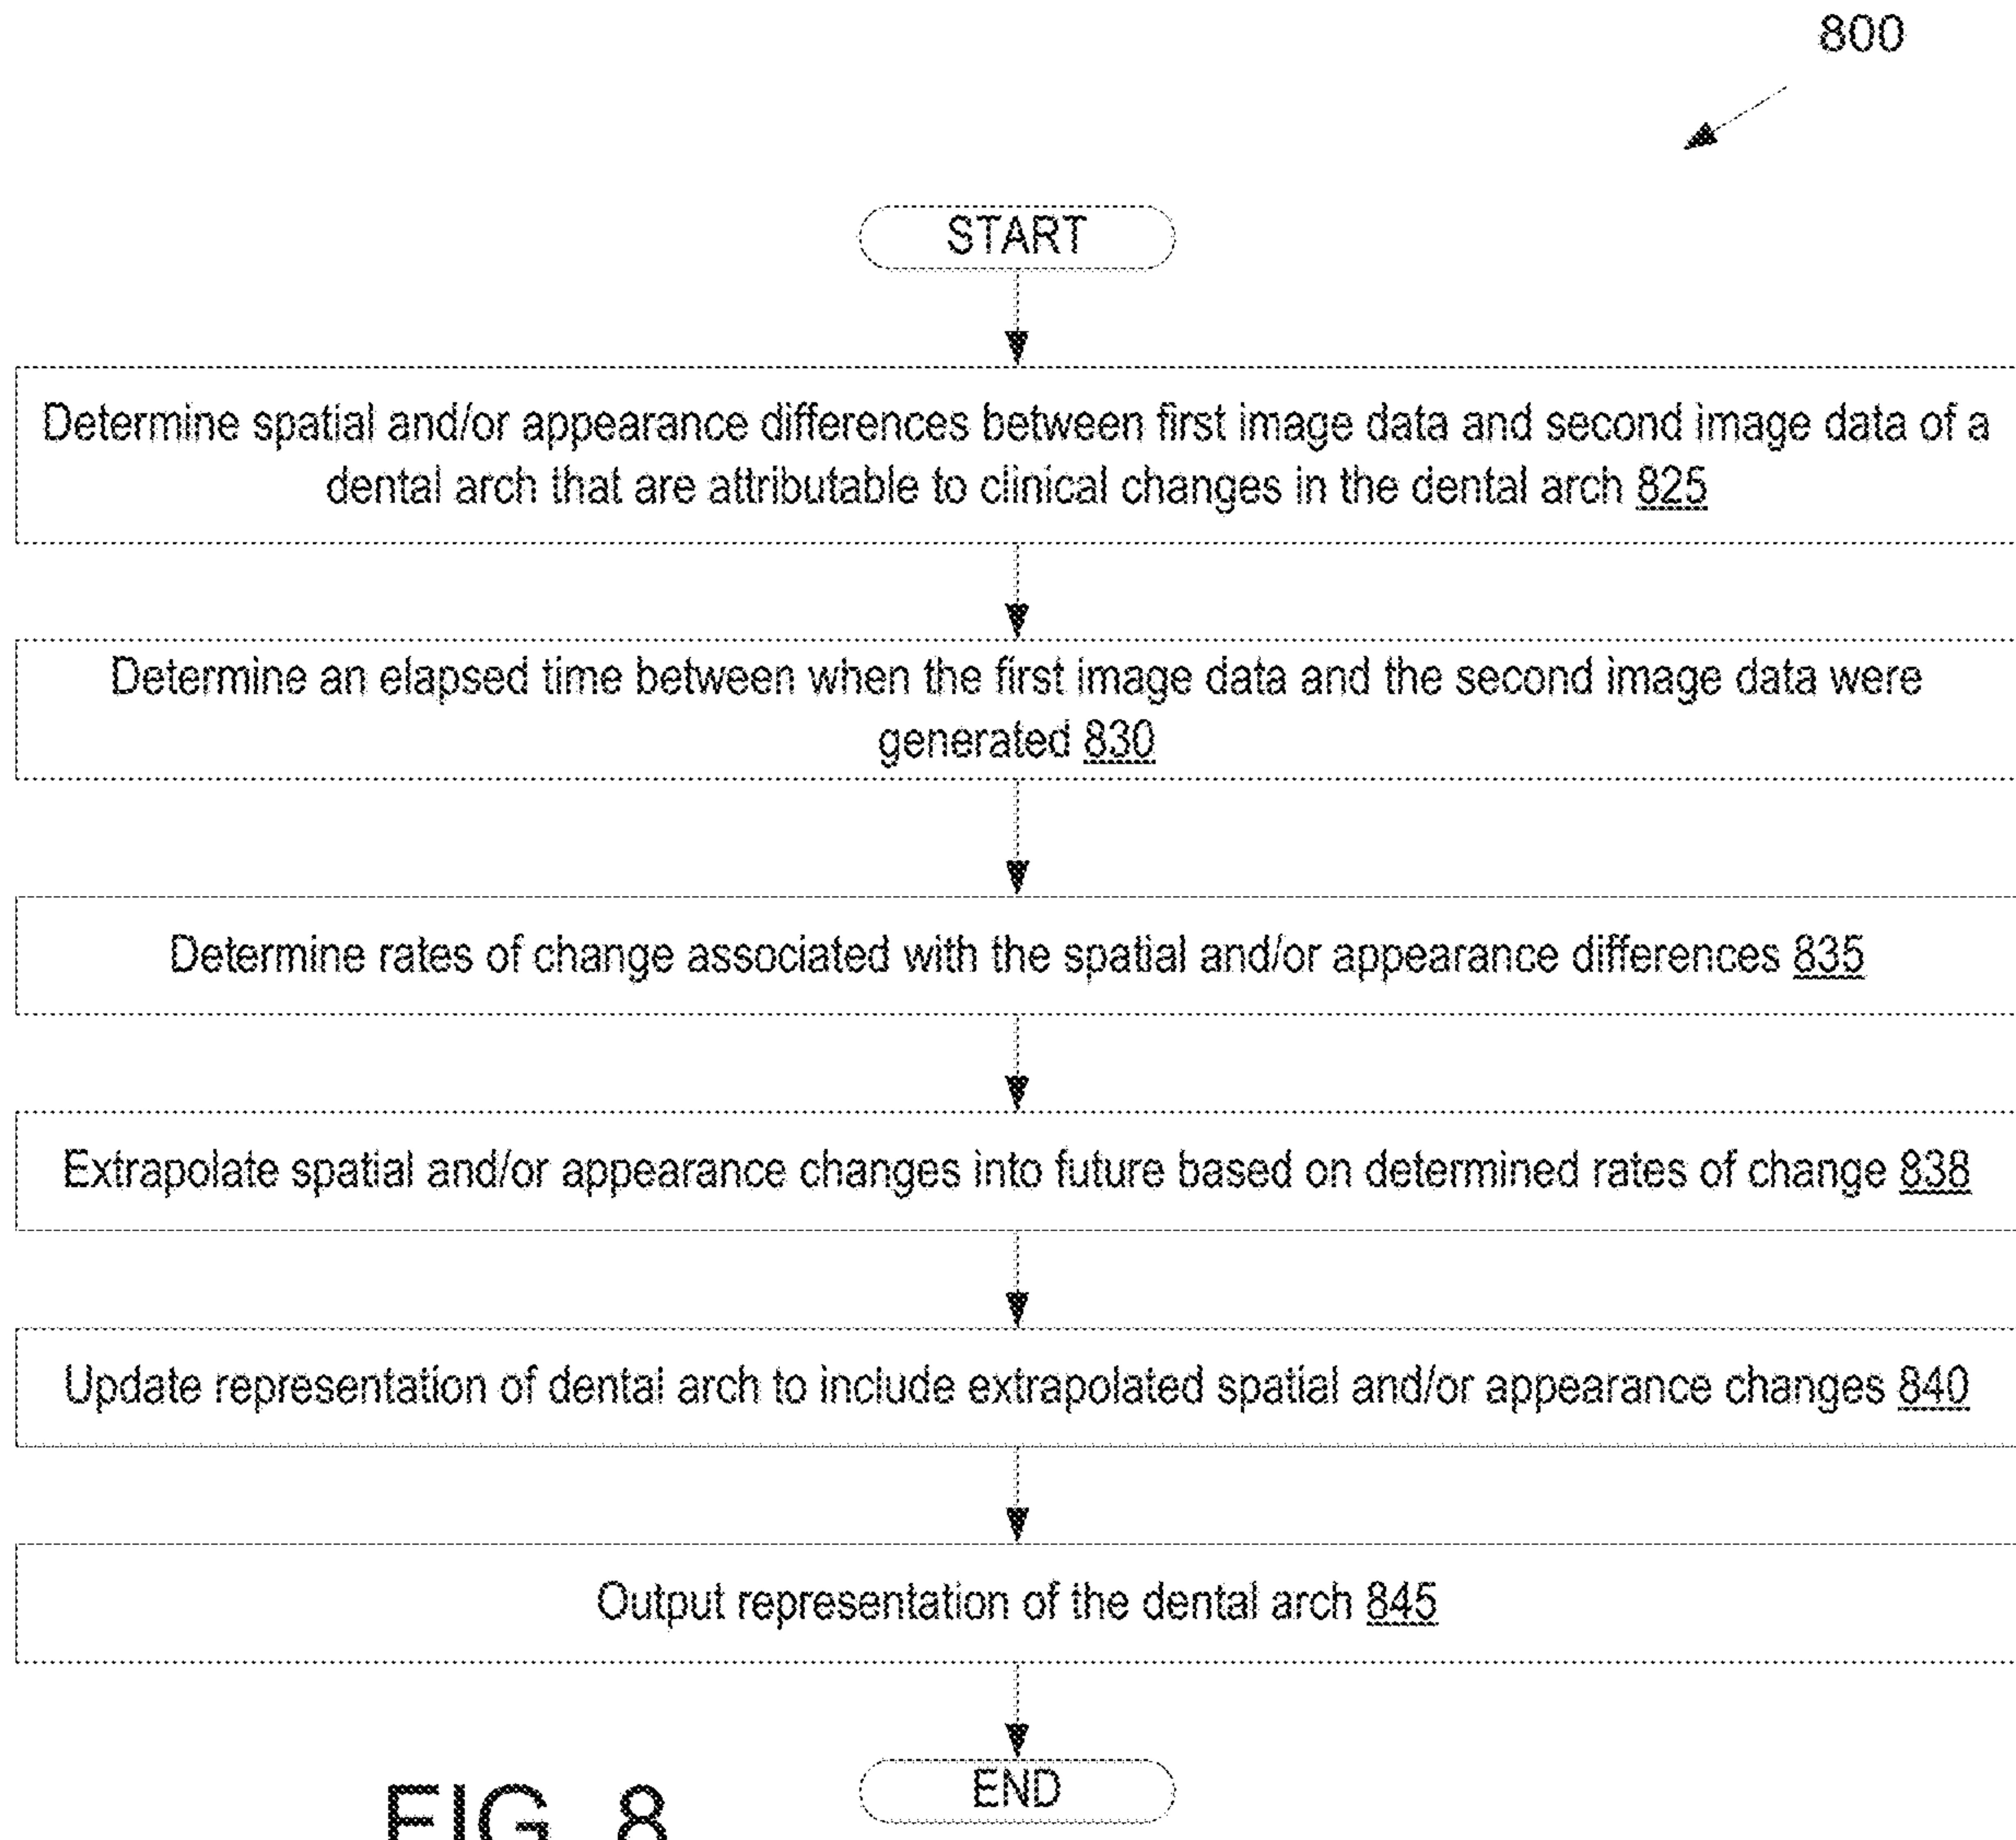 800
START
Determine spatial and/or appearance differences between first image data and second image data of a
dental arch that are attributable to clinical changes in the dental arch 825
Determine an elapsed time between when the first image data and the second image data were
generated 830
Determine rates of change associated with the spatial and/or appearance differences 835
Extrapolate spatial and/or appearance changes into future based on determined rates of change 838
Update representation of dental arch to include extrapolated spatial and/or appearance changes 840
Output representation of the dental arch 845
END
FIG. 8